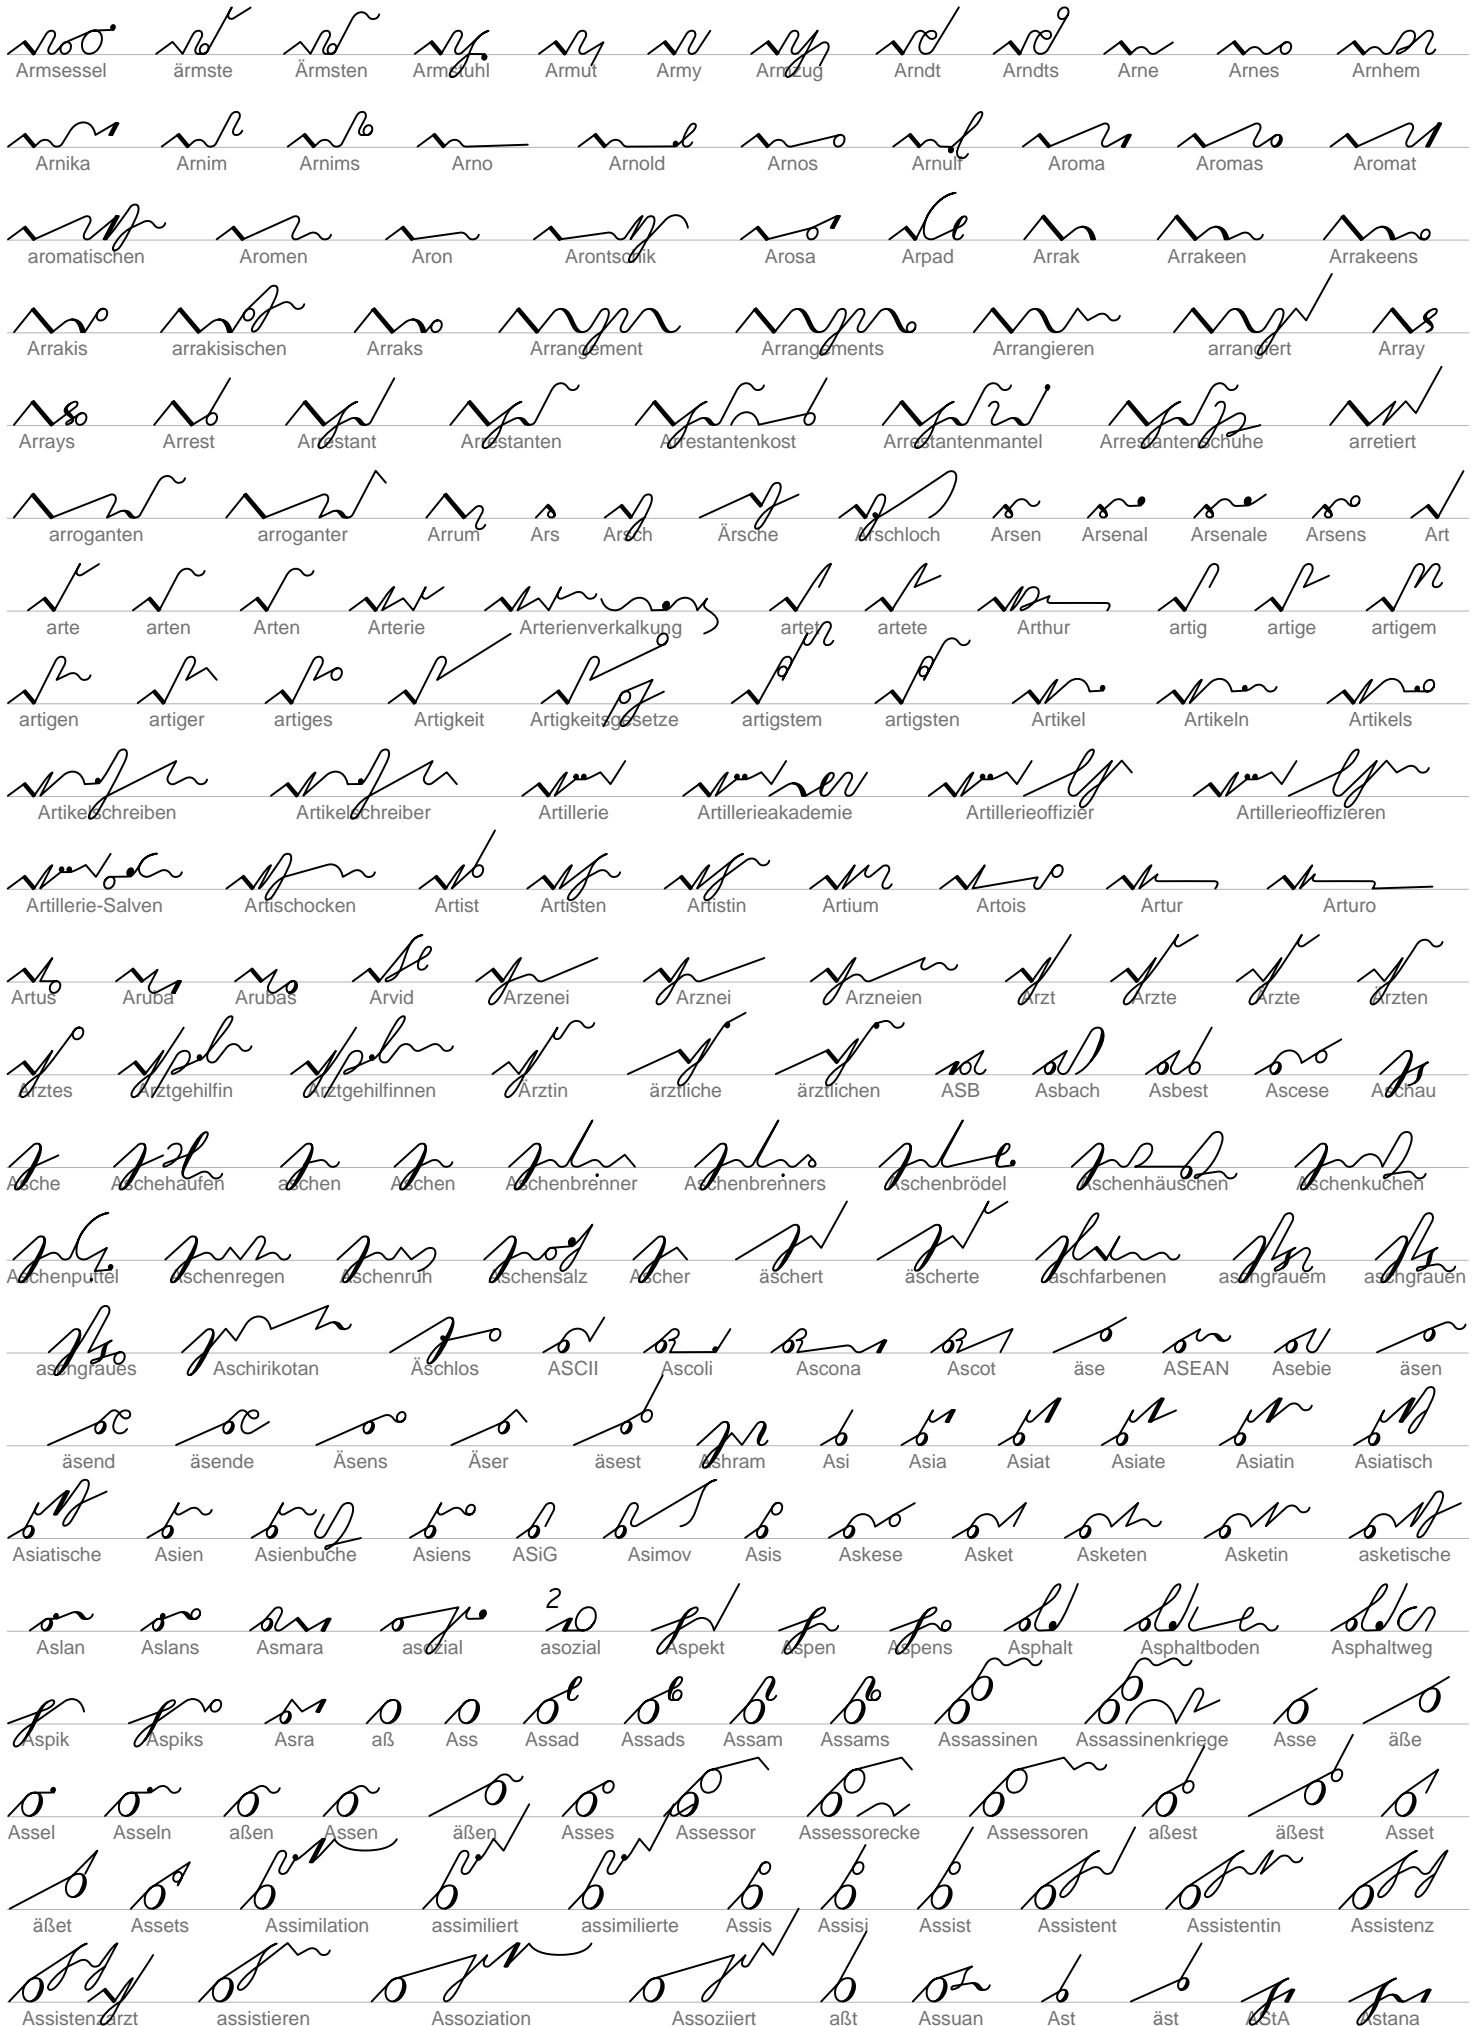 Armsessel ärmste Ärmsten Armstuhl Armut Army Armzug Arndt Arndts Arne Arnes Arnhem
Arnika Arnim Arnims Arno Arnold Arnos Arnulf Aroma Aromas Aromat
aromatischen Aromen Aron Arontschik Arosa Arpad Arrak Arrakeen Arrakeens
Arrakis arrakisischen Arraks Arrangement Arrangements Arrangieren arrangiert Array
Arrays Arrest Arrestant Arrestanten Arrestantenkost Arrestantenmantel Arrestantenschuhe arretiert
arroganten arroganter Arrum Ars Arsch Ärsche Arschloch Arsen Arsenal Arsenale Arsens Art
arte arten Arten Arterie Arterienverkalkung artet artete Arthur artig artige artigem
artigen artiger artiges Artigkeit Artigkeitsgesetze artigstem artigsten Artikel Artikeln Artikels
Artikelschreiben Artikelschreiber Artillerie Artillerieakademie Artillerieoffizier Artillerieoffizieren
Artillerie-Salven Artischocken Artist Artisten Artistin Artium Artois Artur Arturo
Artus Aruba Arubas Arvid Arzenei Arznei Arzneien Arzt Arzte Ärzte Ärzten
Arztes Arztgehilfin Arztgehilfinnen Ärztin ärztliche ärztlichen ASB Asbach Asbest Ascese Aschau
Asche Aschehaufen aschen Aschen Aschenbrenner Aschenbrenners Aschenbrödel Aschenhäuschen Aschenkuchen
Aschenputtel Aschenregen Aschenruh Aschensalz Ascher äschert äscherte aschfarbenen aschgrauem aschgrauen
aschgraues Aschirikotan Äschlos ASCII Ascoli Ascona Ascot äse ASEAN Asebie äsen
äsend äsende Äsens Äser äsest Ashram Asi Asia Asiat Asiate Asiatin Asiatisch
Asiatische Asien Asienbuche Asiens ASiG Asimov Asis Askese Asket Asketen Asketin asketische
Aslan Aslans Asmara asozial asozial Aspekt Aspen Aspens Asphalt Asphaltboden Asphaltweg
Aspik Aspiks Asra aß Ass Assad Assads Assam Assams Assassinen Assassinenkriege Asse äße
Assel Asseln aßen Assen äßen Asses Assessor Assessorecke Assessoren aßest äßest Asset
äßet Assets Assimilation assimiliert assimilierte Assis Assisi Assist Assistent Assistentin Assistenz
Assistenzarzt assistieren Assoziation Assoziiert aßt Assuan Ast äst AStA Astana